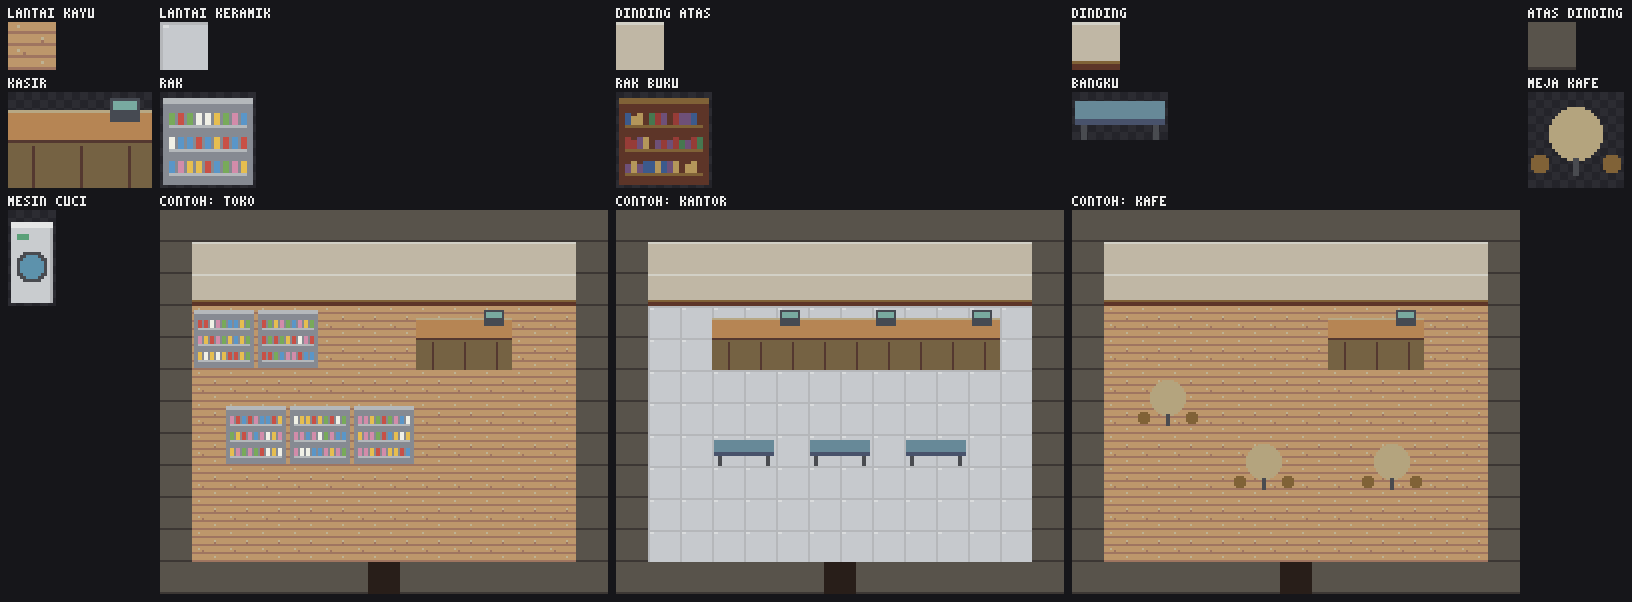 LANTAI KAYU
LANTAI KERAMIK
DINDING ATAS
DINDING
ATAS DINDING
KASIR
RAK
RAK BUKU
BANGKU
MEJA KAFE
MESIN CUCI
CONTOH: TOKO
CONTOH: KANTOR
CONTOH: KAFE